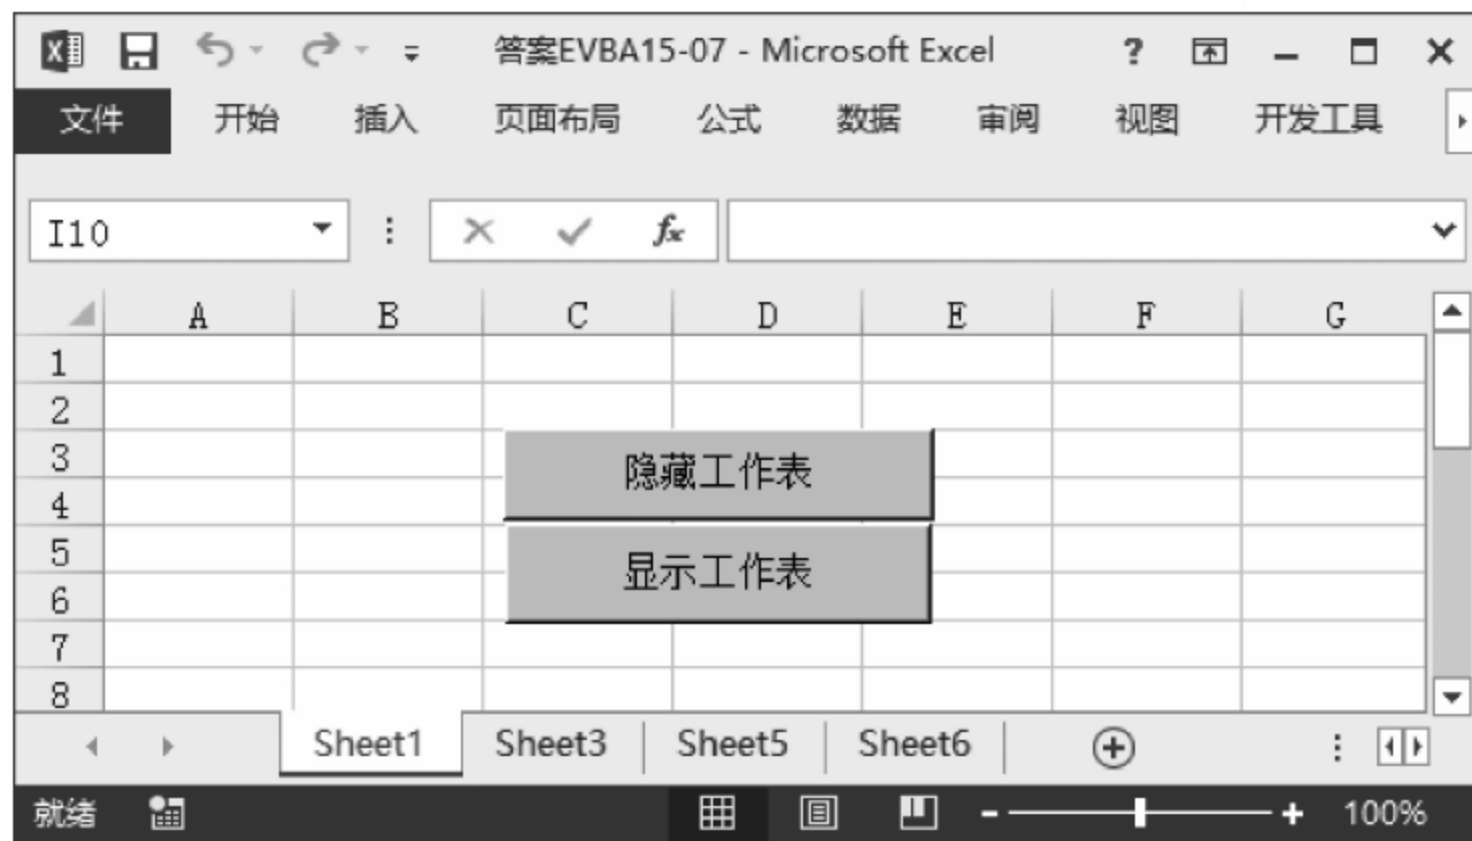 答案EVBA15-07 - Microsoft Excel
文件 开始 插入 页面布局 公式 数据 审阅 视图 开发工具
I10 fx
A B C D E F G
1
2
3
隐藏工作表
4
5
显示工作表
6
7
8
Sheet1 Sheet3 Sheet5 Sheet6
就绪 100%